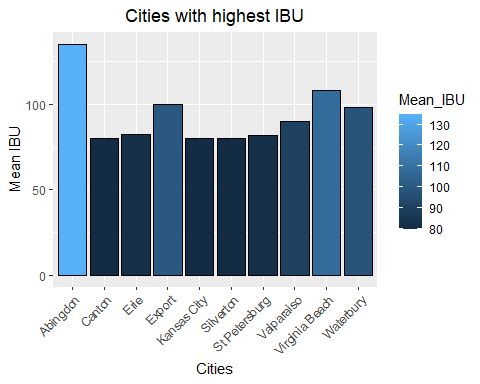 Cities with highest IBU
Mean IBU
100
50
0
Abingdon
Canton
Erie
Export
Kansas City
Silverton
St Petersburg
Valparaiso
Virginia Beach
Waterbury
Cities
Mean_IBU
130
120
110
100
90
80